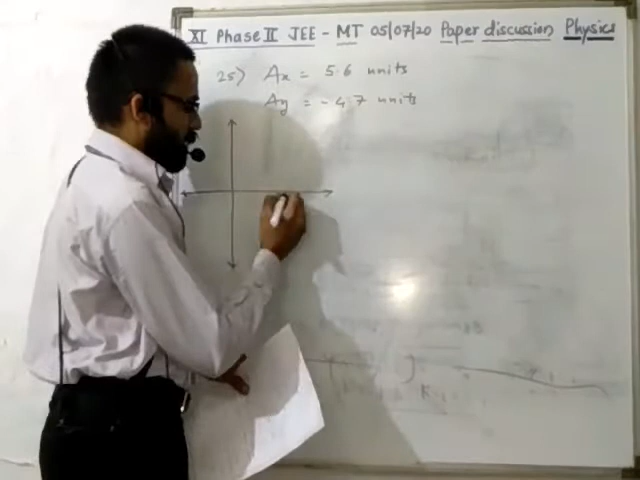 XI Phase II JEE - MT 05/07/20 Paper discussion Physics
25) Ax = 5.6 units
Ay = - 4.7 units